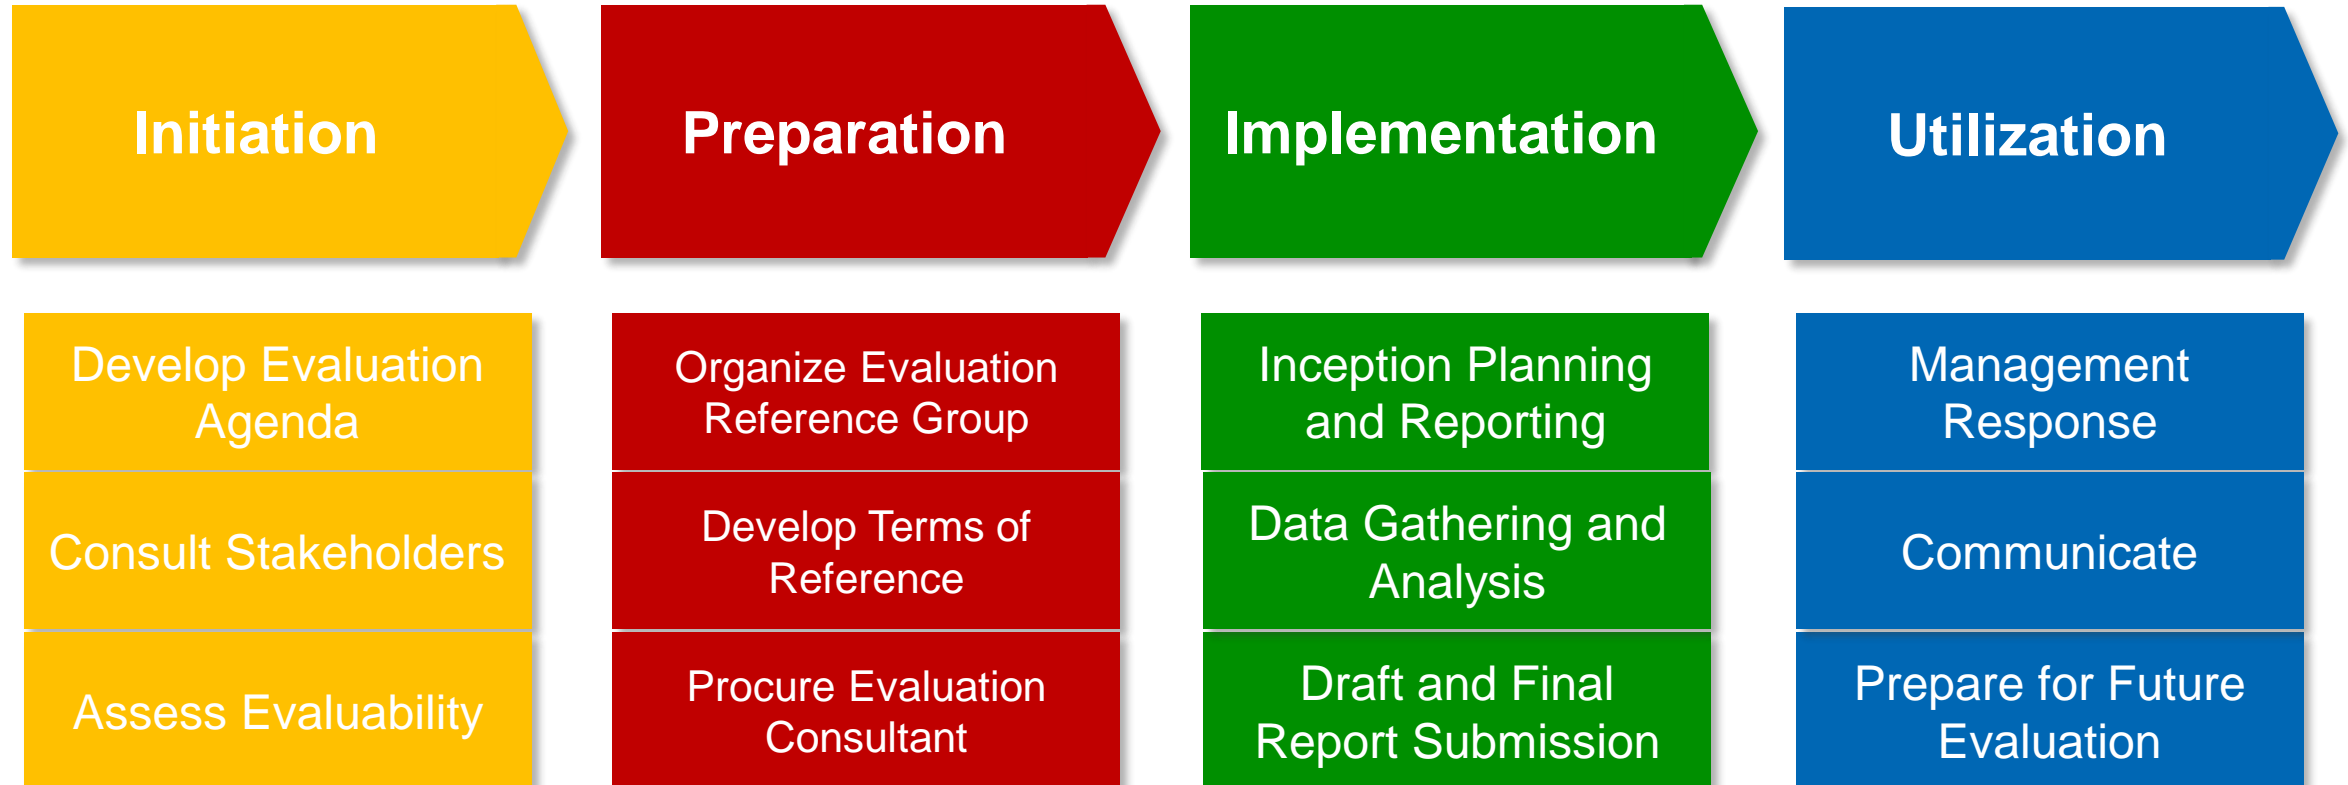 Initiation
Preparation
Implementation
Utilization
Develop Evaluation
Agenda
Consult Stakeholders
Assess Evaluability
Organize Evaluation
Reference Group
Develop Terms of
Reference
Procure Evaluation
Consultant
Inception Planning
and Reporting
Data Gathering and
Analysis
Draft and Final
Report Submission
Management
Response
Communicate
Prepare for Future
Evaluation